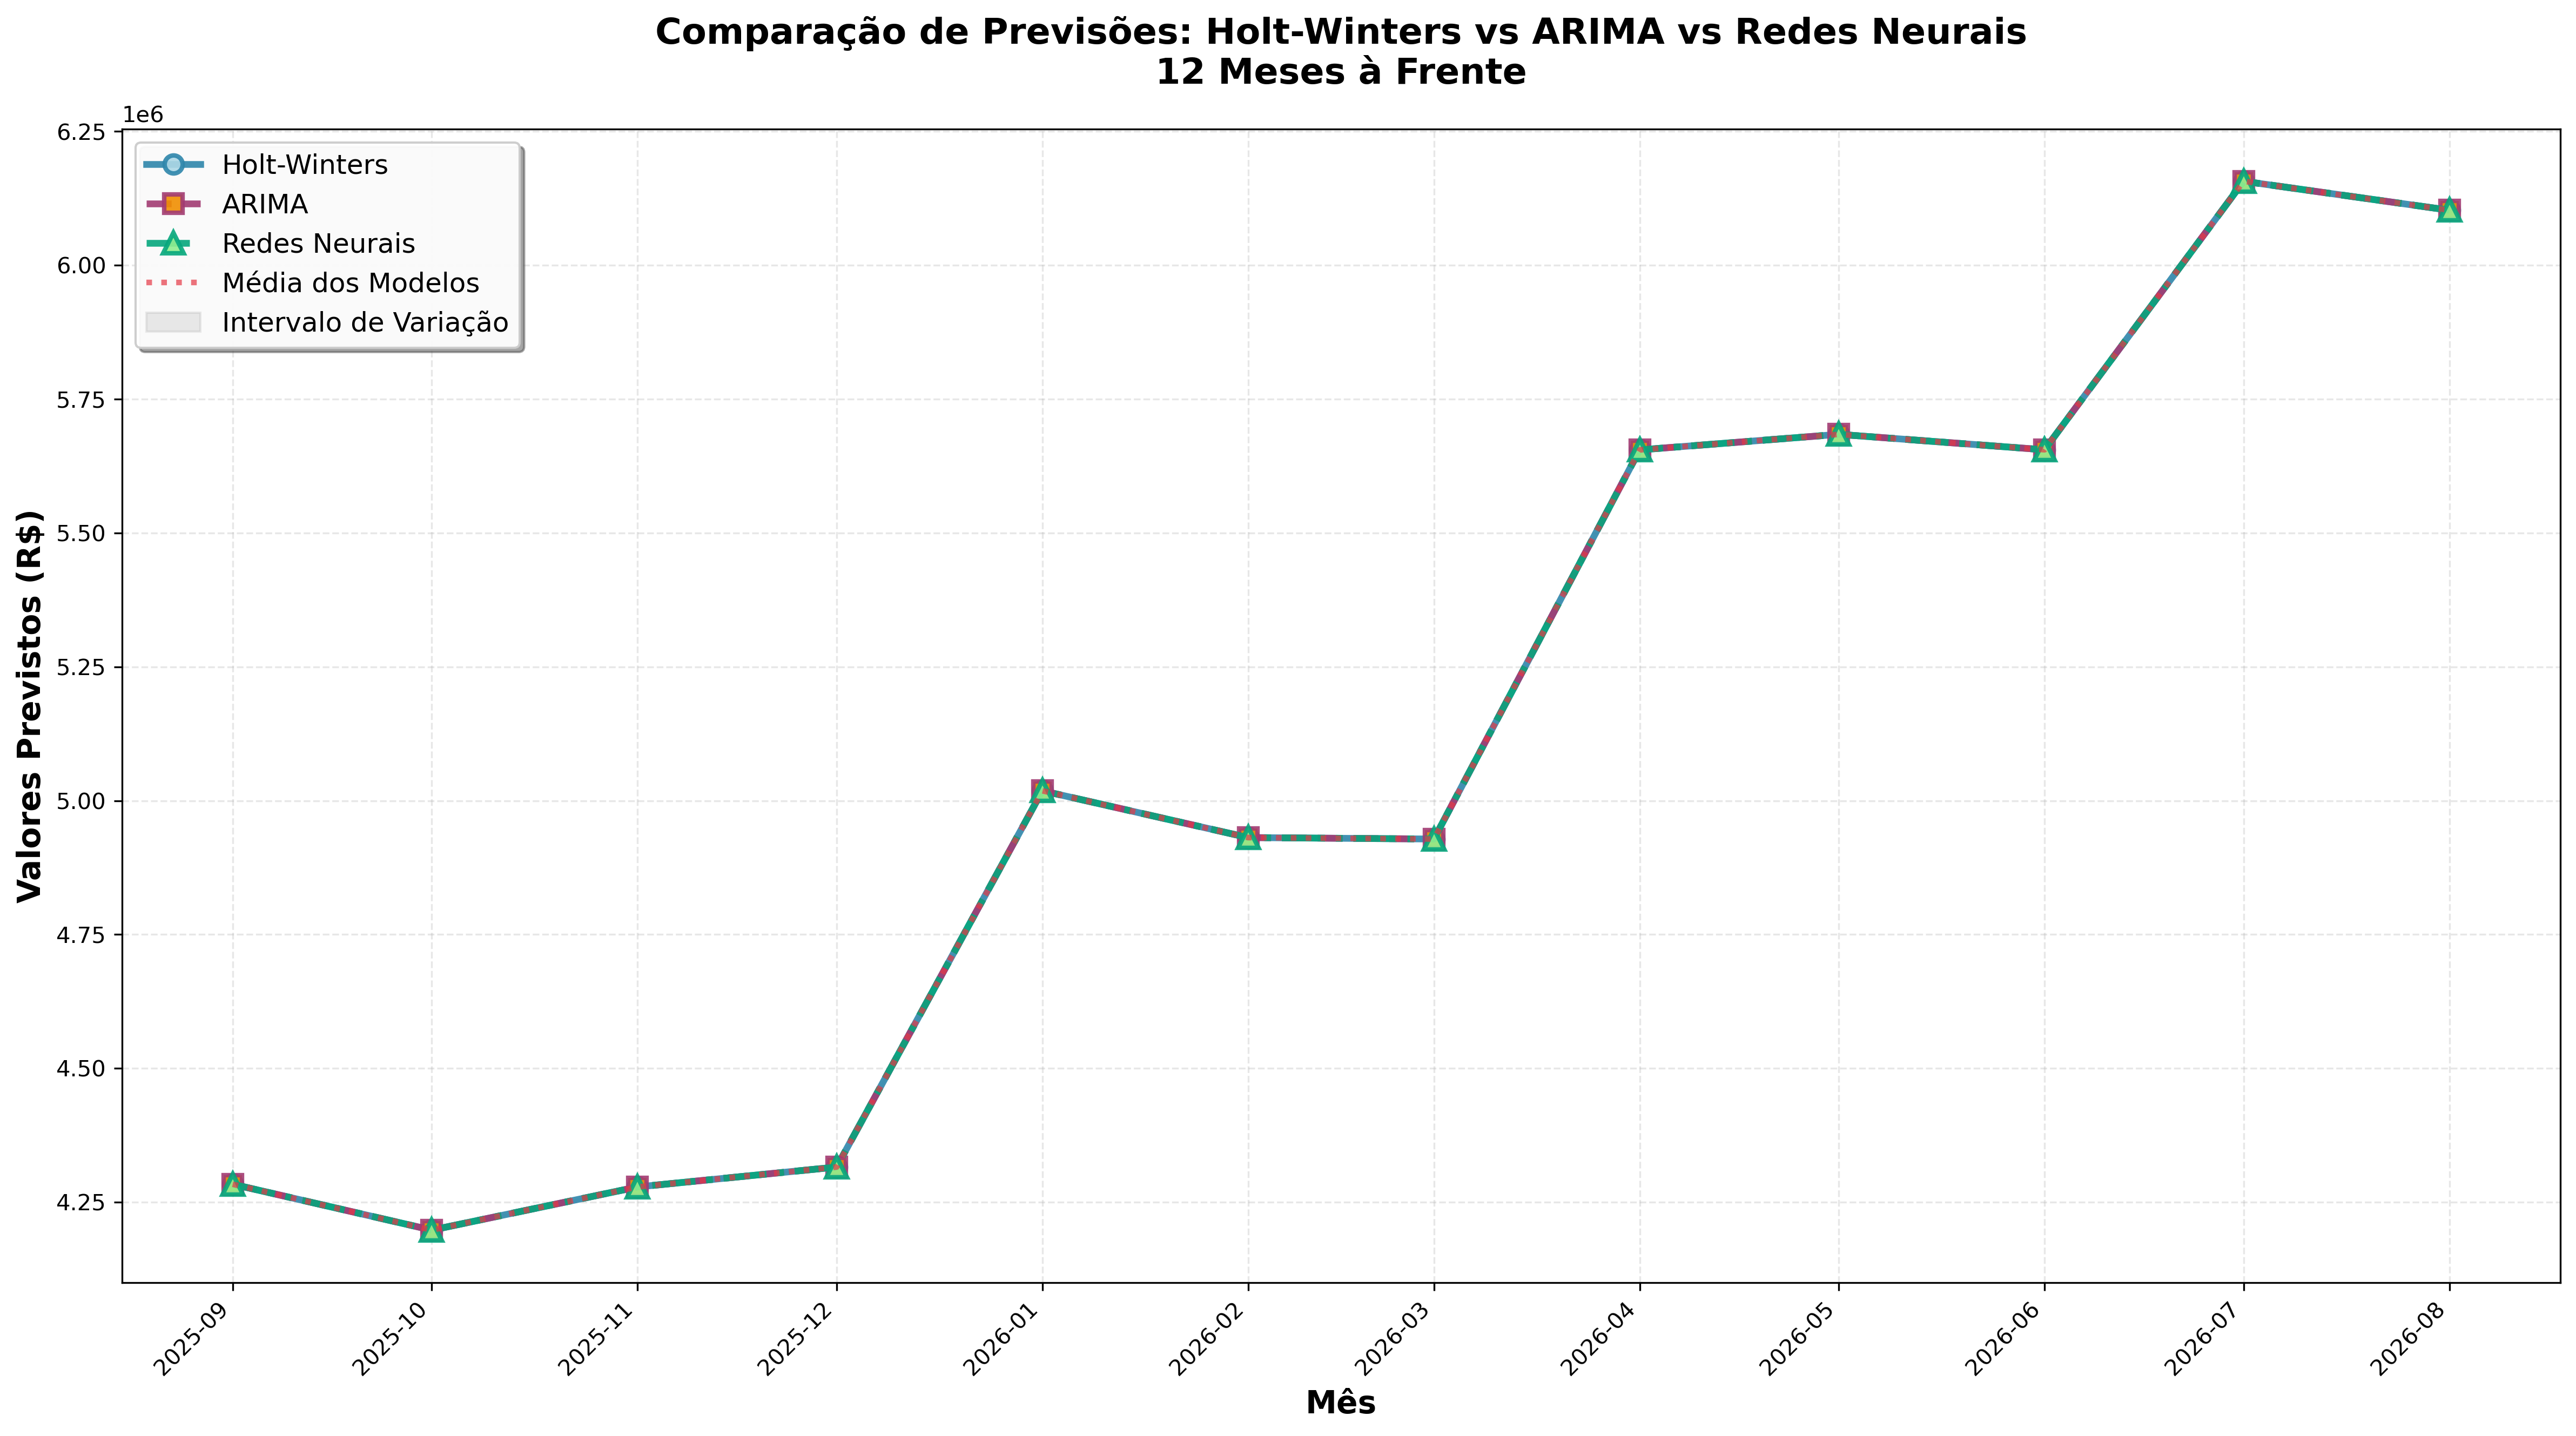 Comparação de Previsões: Holt-Winters vs ARIMA vs Redes Neurais
12 Meses à Frente
1e6
6.25
6.00
5.75
5.50
5.25
5.00
4.75
4.50
4.25
Valores Previstos (R$)
Holt-Winters
ARIMA
Redes Neurais
Média dos Modelos
Intervalo de Variação
2025-09
2025-10
2025-11
2025-12
2026-01
2026-02
2026-03
2026-04
2026-05
2026-06
2026-07
2026-08
Mês